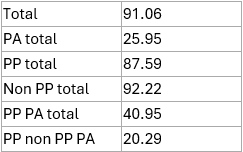 Total 91.06
PA total 25.95
PP total 87.59
Non PP total 92.22
PP PA total 40.95
PP non PP PA 20.29